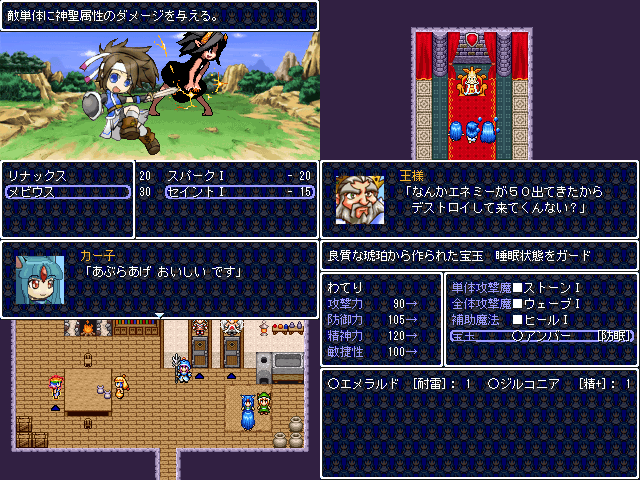 敵単体に神聖属性のダメージを与える。
リナックス 20
メビウス 30
スパークⅠ - 20
セイントⅠ - 15
カー子
「あぶらあげ おいしい です」
王様
「なんかエネミーが５０出てきたから
デストロイして来てくんない？」
良質な琥珀から作られた宝玉 睡眠状態をガード
わてり
攻撃力 90→
防御力 105→
精神力 120→
敏捷性 100→
単体攻撃魔■ストーンⅠ
全体攻撃魔■ウェーブⅠ
補助魔法 ■ヒールⅠ
宝玉 ○アンバー [防眠]
○エメラルド [耐雷]： 1 ○ジルコニア [精+]： 1